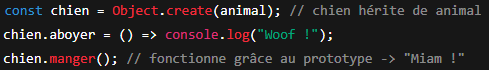 const chien = Object.create(animal); // chien hérite de animal
chien.aboyer = () => console.log("Woof !");
chien.manger(); // fonctionne grâce au prototype -> "Miam !"